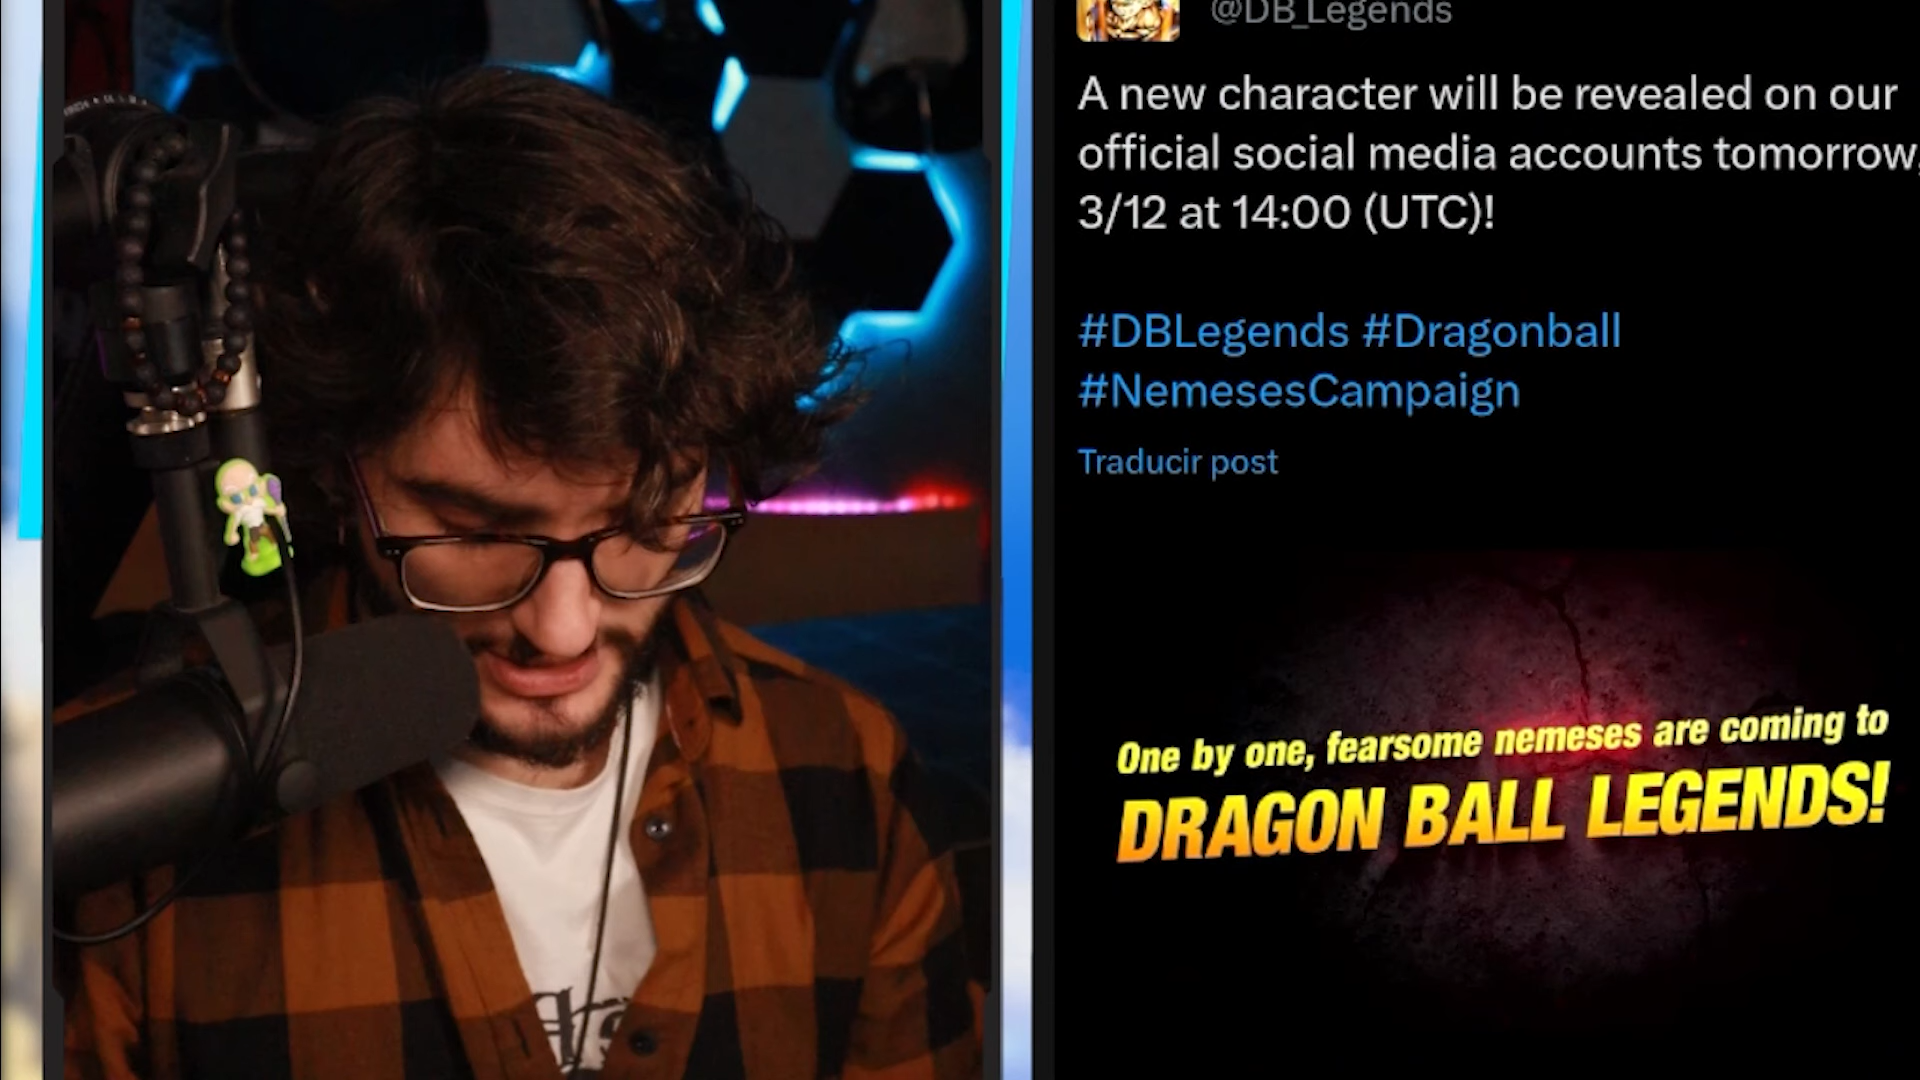 @DB_Legends
A new character will be revealed on our
official social media accounts tomorrow,
3/12 at 14:00 (UTC)!
#DBLegends #Dragonball
#NemesesCampaign
Traducir post
One by one, fearsome nemeses are coming to
DRAGON BALL LEGENDS!